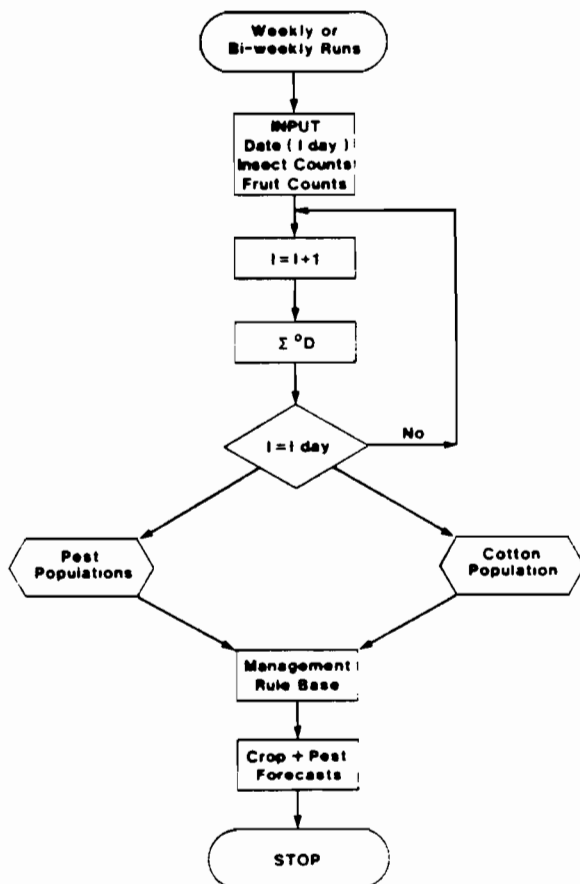 Weekly or
Bi-weekly Runs
INPUT
Date ( I day )
Insect Counts
Fruit Counts
I = I + 1
Σ °D
I = I day
No
Pest
Populations
Cotton
Population
Management
Rule Base
Crop + Pest
Forecasts
STOP